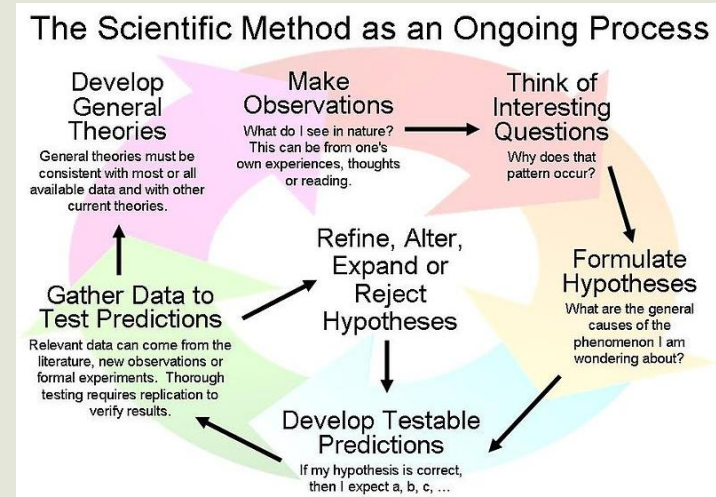 The Scientific Method as an Ongoing Process
Make
Observations
What do I see in nature?
This can be from one's
own experiences, thoughts
or reading.
Think of
Interesting
Questions
Why does that
pattern occur?
Formulate
Hypotheses
What are the general
causes of the
phenomenon I am
wondering about?
Develop Testable
Predictions
If my hypothesis is correct,
then I expect a, b, c, ...
Gather Data to
Test Predictions
Relevant data can come from the
literature, new observations or
formal experiments. Thorough
testing requires replication to
verify results.
Refine, Alter,
Expand or
Reject
Hypotheses
Develop
General
Theories
General theories must be
consistent with most or all
available data and with other
current theories.